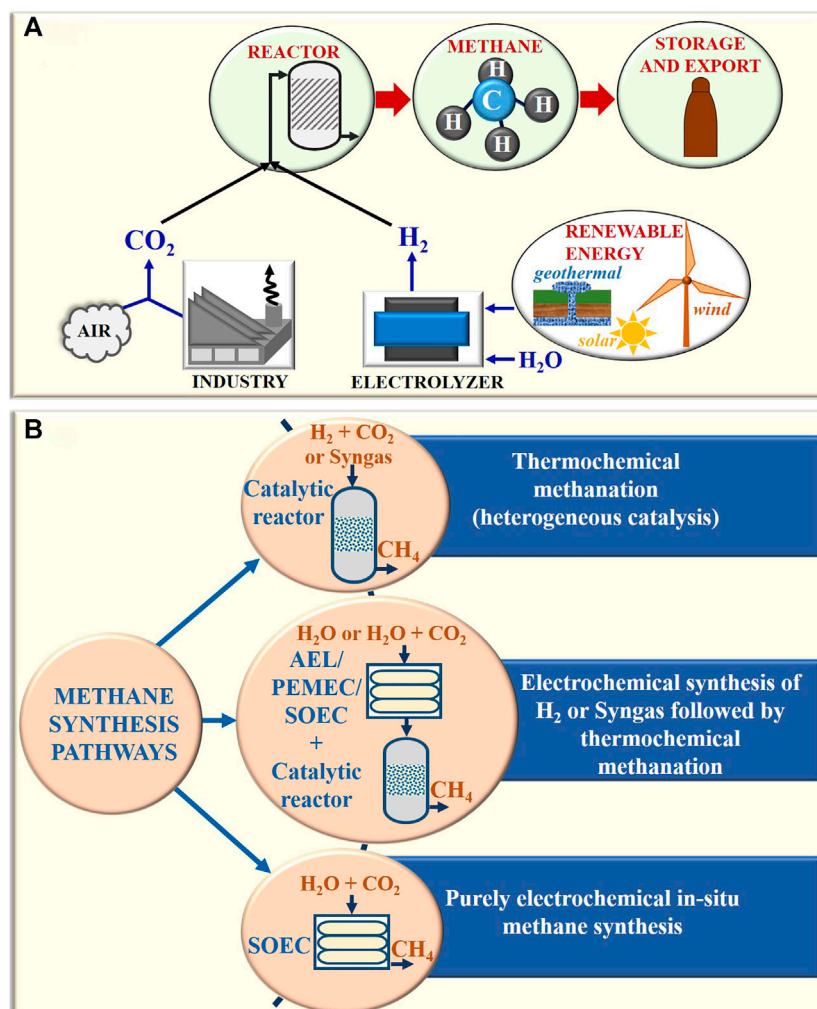 A
REACTOR
METHANE
H
C
H
H
H
STORAGE
AND EXPORT
CO₂
H₂
RENEWABLE
ENERGY
geothermal
wind
solar
AIR
INDUSTRY
ELECTROLYZER
H₂O
B
H₂ + CO₂
or Syngas
Catalytic
reactor
CH₄
Thermochemical
methanation
(heterogeneous catalysis)
METHANE
SYNTHESIS
PATHWAYS
H₂O or H₂O + CO₂
AEL/
PEMEC/
SOEC
+
Catalytic
reactor
CH₄
Electrochemical synthesis of
H₂ or Syngas followed by
thermochemical
methanation
H₂O + CO₂
SOEC
CH₄
Purely electrochemical in-situ
methane synthesis